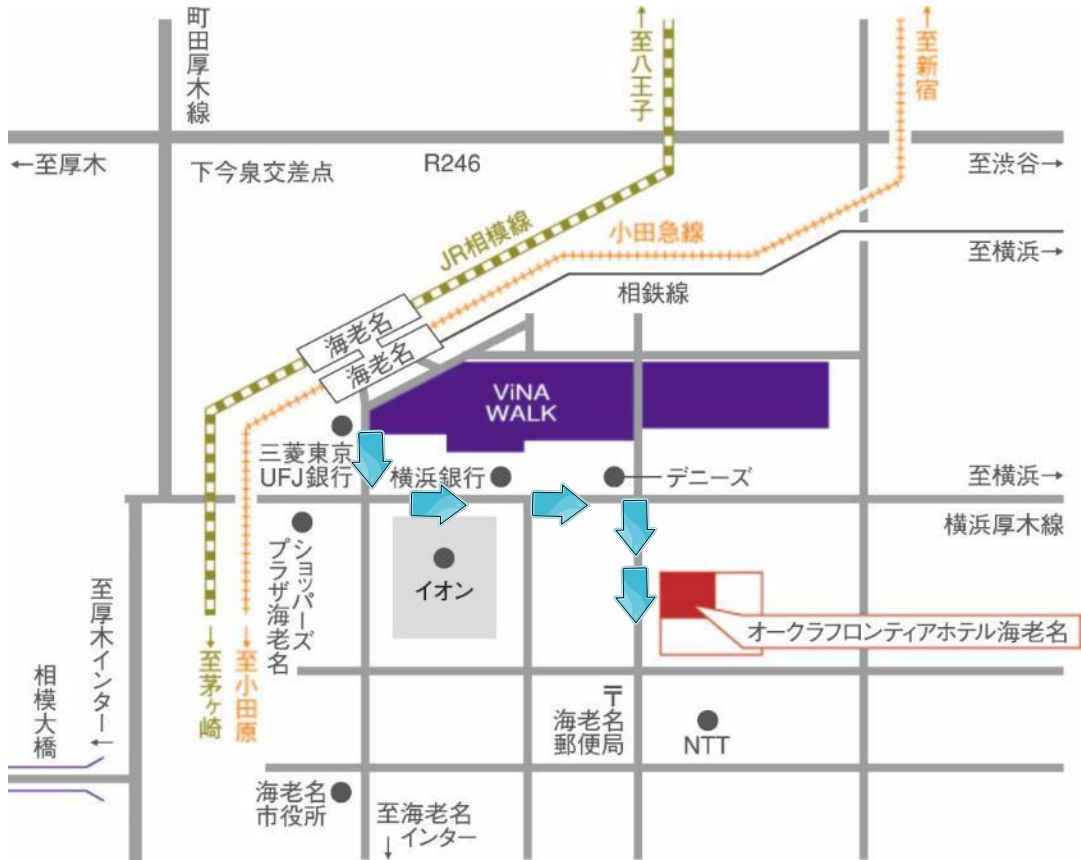 町田厚木線
↑至八王子
↑至新宿
←至厚木
下今泉交差点
R246
至渋谷→
JR相模線
小田急線
至横浜→
相鉄線
海老名
海老名
ViNA
WALK
三菱東京
UFJ銀行
横浜銀行
デニーズ
至横浜→
横浜厚木線
ショッパーズ
プラザ海老名
イオン
オークラフロンティアホテル海老名
至厚木インター
←
相模大橋
↑至茅ヶ崎
↑至小田原
〒
海老名
郵便局
NTT
海老名
市役所
至海老名
↓インター